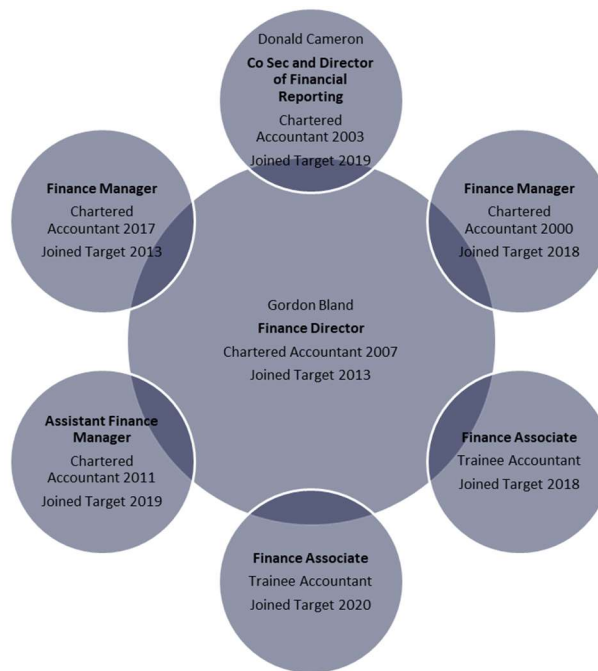 Donald Cameron
Co Sec and Director
of Financial
Reporting
Chartered
Accountant 2003
Joined Target 2019
Finance Manager
Chartered
Accountant 2017
Joined Target 2013
Finance Manager
Chartered
Accountant 2000
Joined Target 2018
Gordon Bland
Finance Director
Chartered Accountant 2007
Joined Target 2013
Assistant Finance
Manager
Chartered
Accountant 2011
Joined Target 2019
Finance Associate
Trainee Accountant
Joined Target 2018
Finance Associate
Trainee Accountant
Joined Target 2020